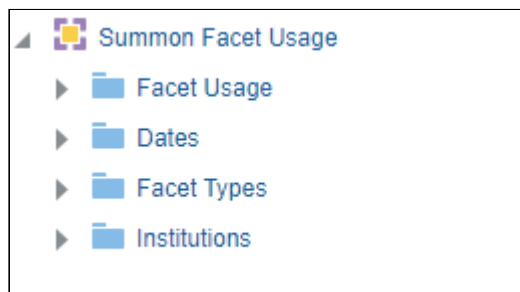 Summon Facet Usage
Facet Usage
Dates
Facet Types
Institutions